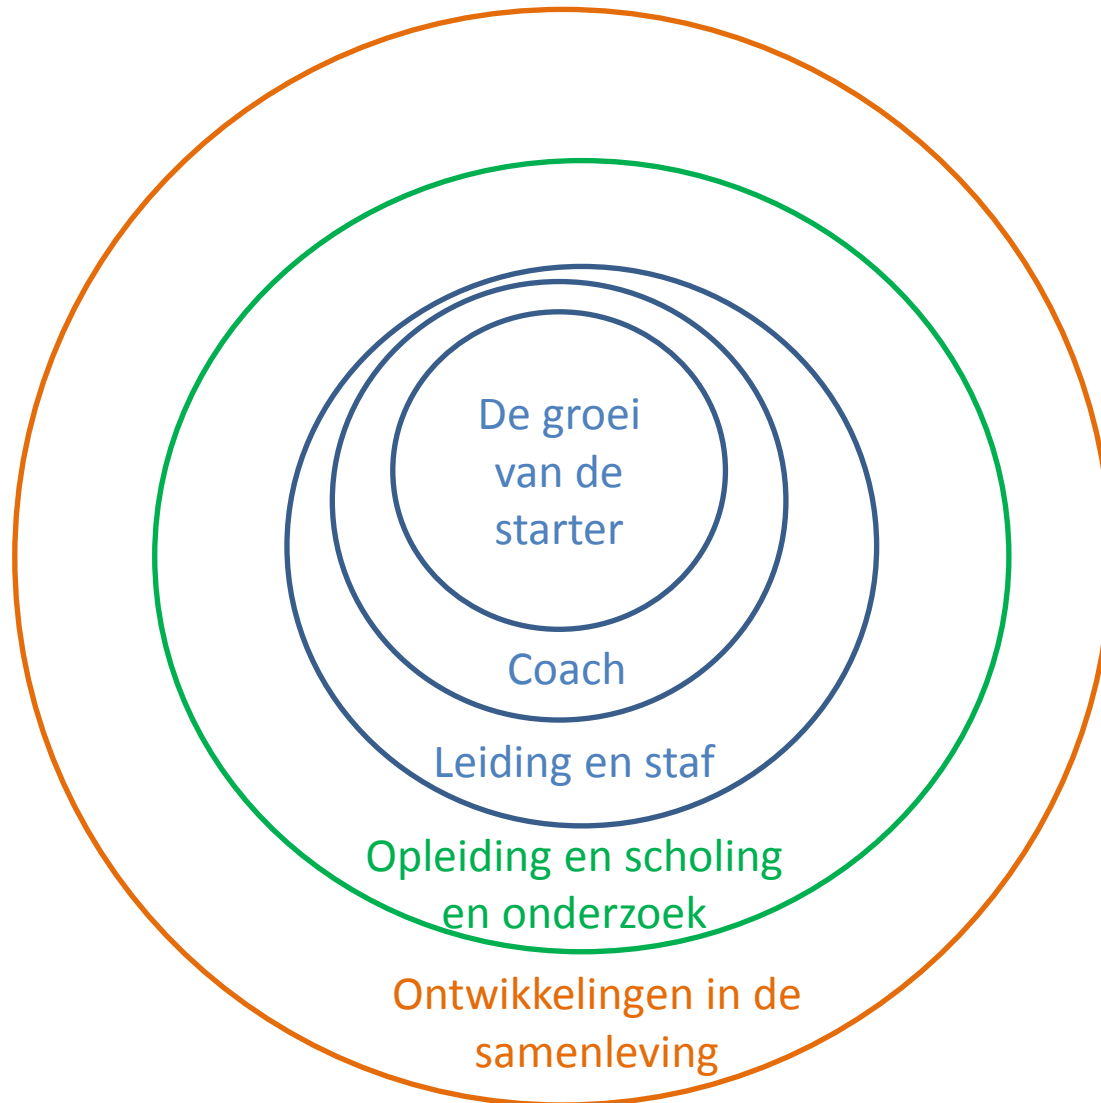 De groei
van de
starter
Coach
Leiding en staf
Opleiding en scholing
en onderzoek
Ontwikkelingen in de
samenleving